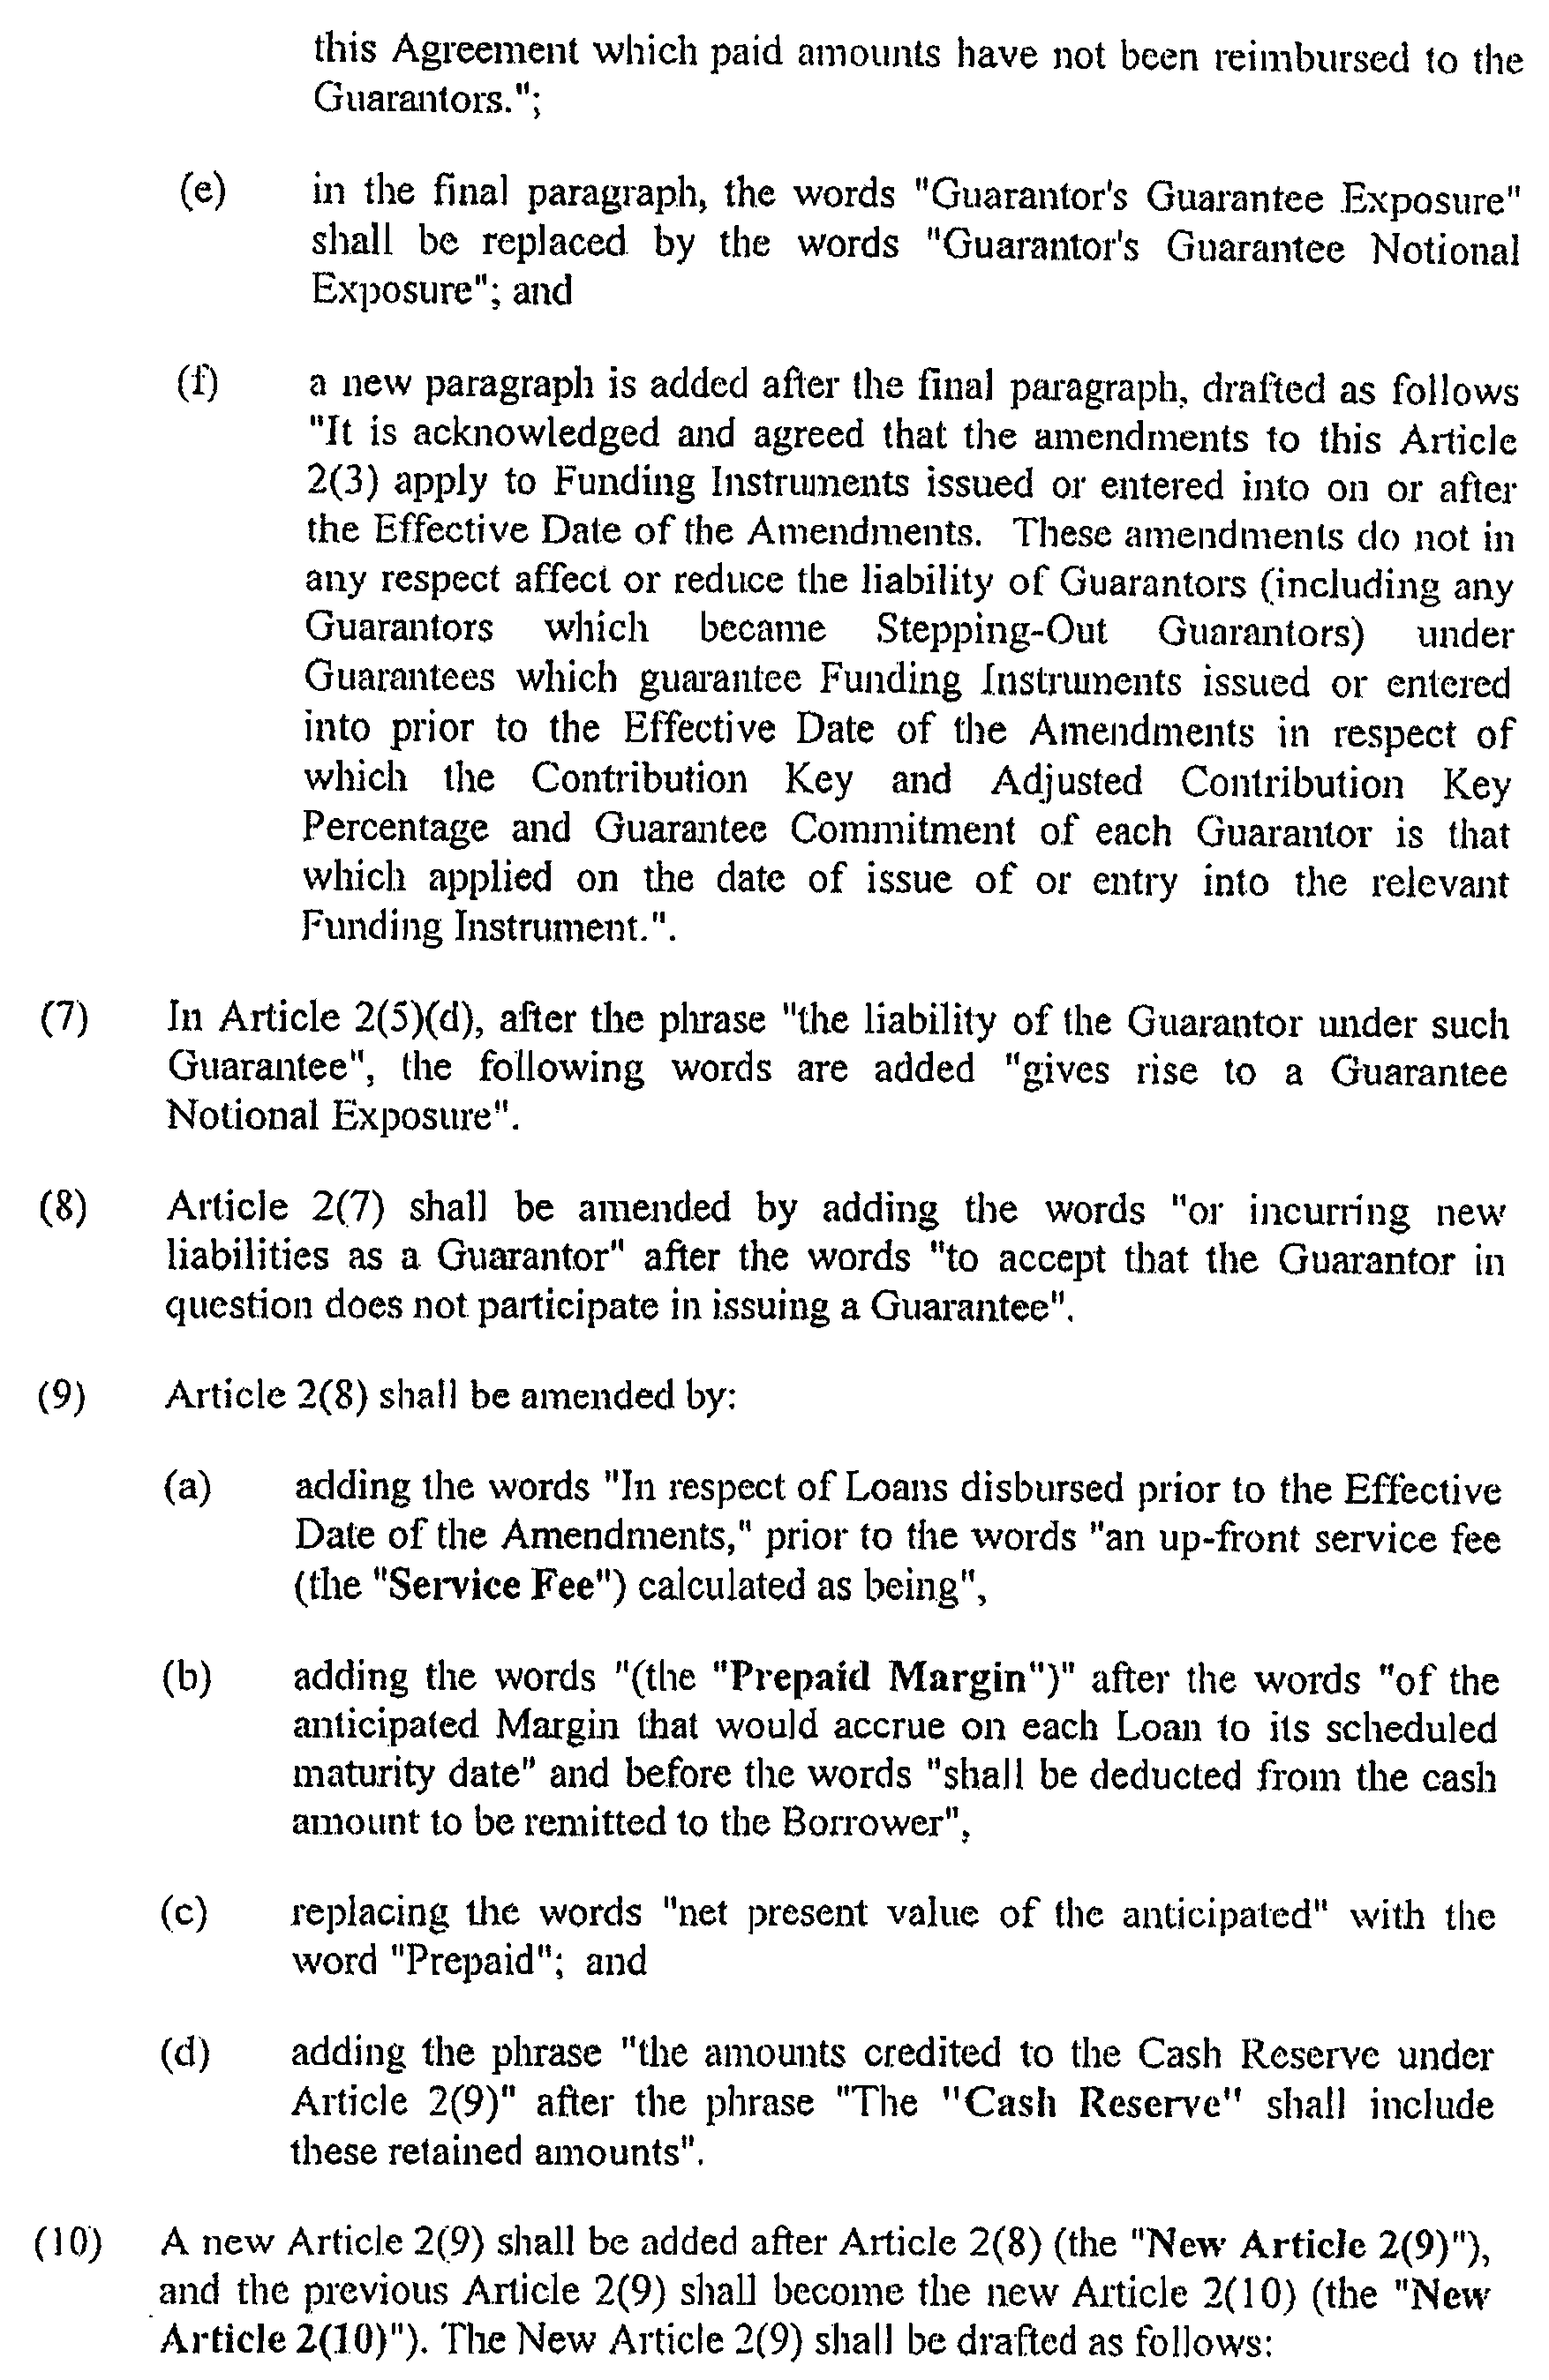 this Agreement which paid amounts have not been reimbursed to the
Guarantors.";
(e) in the final paragraph, the words "Guarantor's Guarantee Exposure"
shall be replaced by the words "Guarantor's Guarantee Notional
Exposure"; and
(f) a new paragraph is added after the final paragraph, drafted as follows
"It is acknowledged and agreed that the amendments to this Article
2(3) apply to Funding Instruments issued or entered into on or after
the Effective Date of the Amendments. These amendments do not in
any respect affect or reduce the liability of Guarantors (including any
Guarantors which became Stepping-Out Guarantors) under
Guarantees which guarantee Funding Instruments issued or entered
into prior to the Effective Date of the Amendments in respect of
which the Contribution Key and Adjusted Contribution Key
Percentage and Guarantee Commitment of each Guarantor is that
which applied on the date of issue of or entry into the relevant
Funding Instrument.".
(7) In Article 2(5)(d), after the phrase "the liability of the Guarantor under such
Guarantee", the following words are added "gives rise to a Guarantee
Notional Exposure".
(8) Article 2(7) shall be amended by adding the words "or incurring new
liabilities as a Guarantor" after the words "to accept that the Guarantor in
question does not participate in issuing a Guarantee".
(9) Article 2(8) shall be amended by:
(a) adding the words "In respect of Loans disbursed prior to the Effective
Date of the Amendments," prior to the words "an up-front service fee
(the "Service Fee") calculated as being",
(b) adding the words "(the "Prepaid Margin")" after the words "of the
anticipated Margin that would accrue on each Loan to its scheduled
maturity date" and before the words "shall be deducted from the cash
amount to be remitted to the Borrower",
(c) replacing the words "net present value of the anticipated" with the
word "Prepaid"; and
(d) adding the phrase "the amounts credited to the Cash Reserve under
Article 2(9)" after the phrase "The "Cash Reserve" shall include
these retained amounts".
(10) A new Article 2(9) shall be added after Article 2(8) (the "New Article 2(9)"),
and the previous Article 2(9) shall become the new Article 2(10) (the "New
Article 2(10)"). The New Article 2(9) shall be drafted as follows: